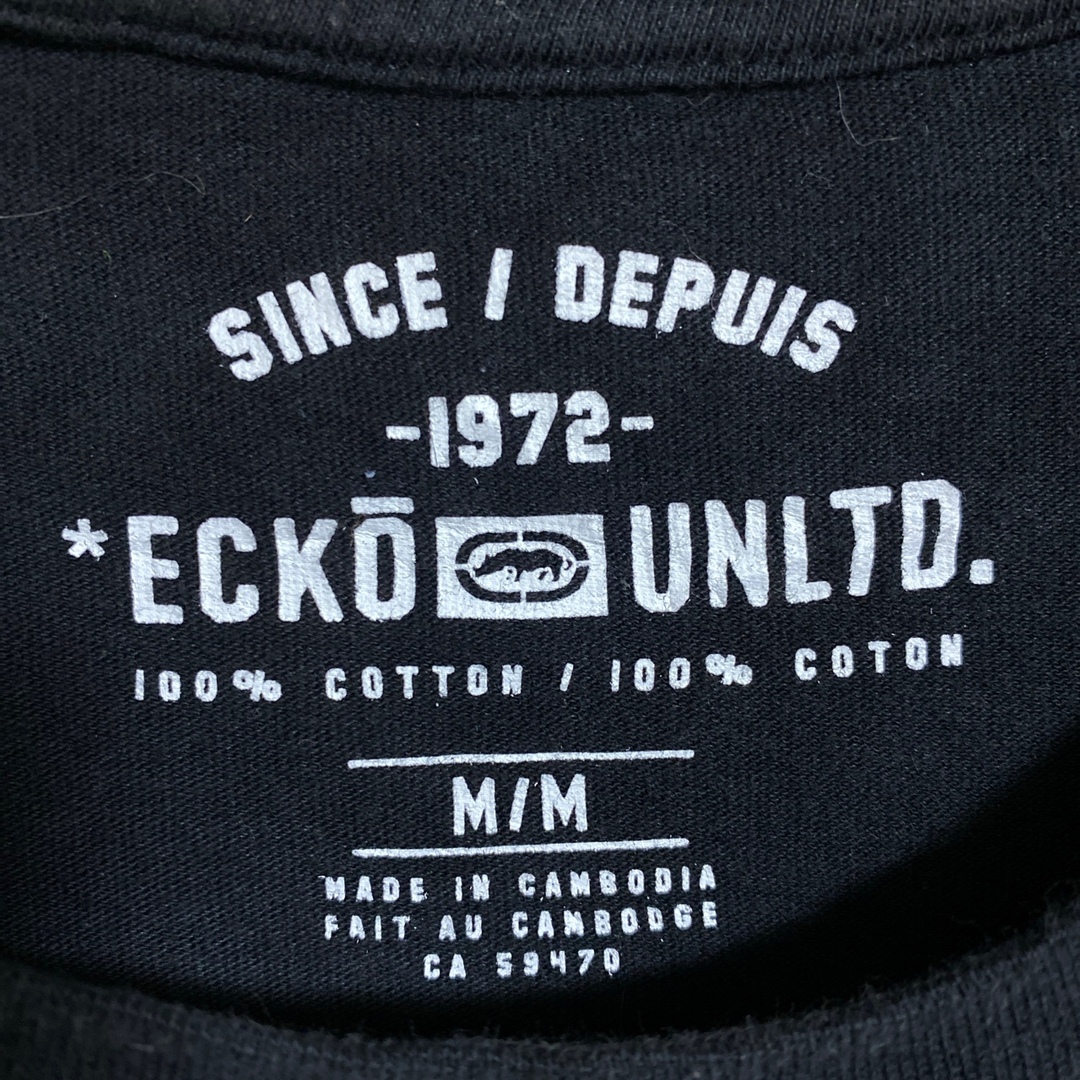 SINCE / DEPUIS
-1972-
*ECKŌ UNLTD.
100% COTTON / 100% COTON
M/M
MADE IN CAMBODIA
FAIT AU CAMBODGE
CA 59470